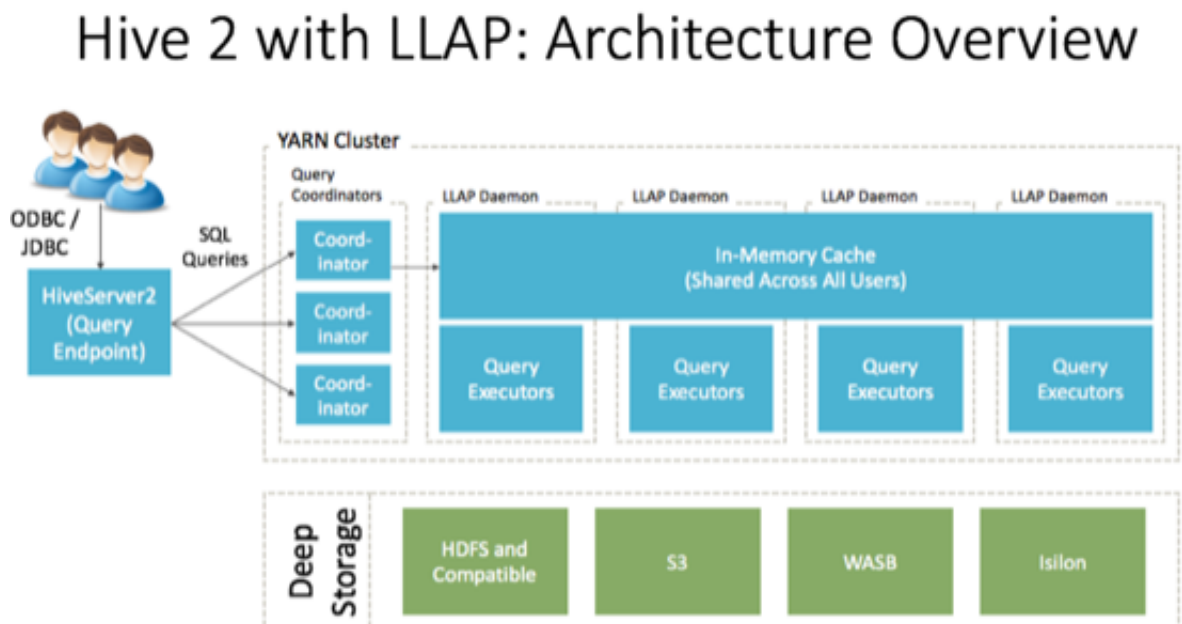 Hive 2 with LLAP: Architecture Overview
ODBC /
JDBC
HiveServer2
(Query
Endpoint)
SQL
Queries
YARN Cluster
Query
Coordinators
Coord-
inator
Coord-
inator
Coord-
inator
LLAP Daemon
LLAP Daemon
LLAP Daemon
LLAP Daemon
In-Memory Cache
(Shared Across All Users)
Query
Executors
Query
Executors
Query
Executors
Query
Executors
Deep
Storage
HDFS and
Compatible
S3
WASB
Isilon